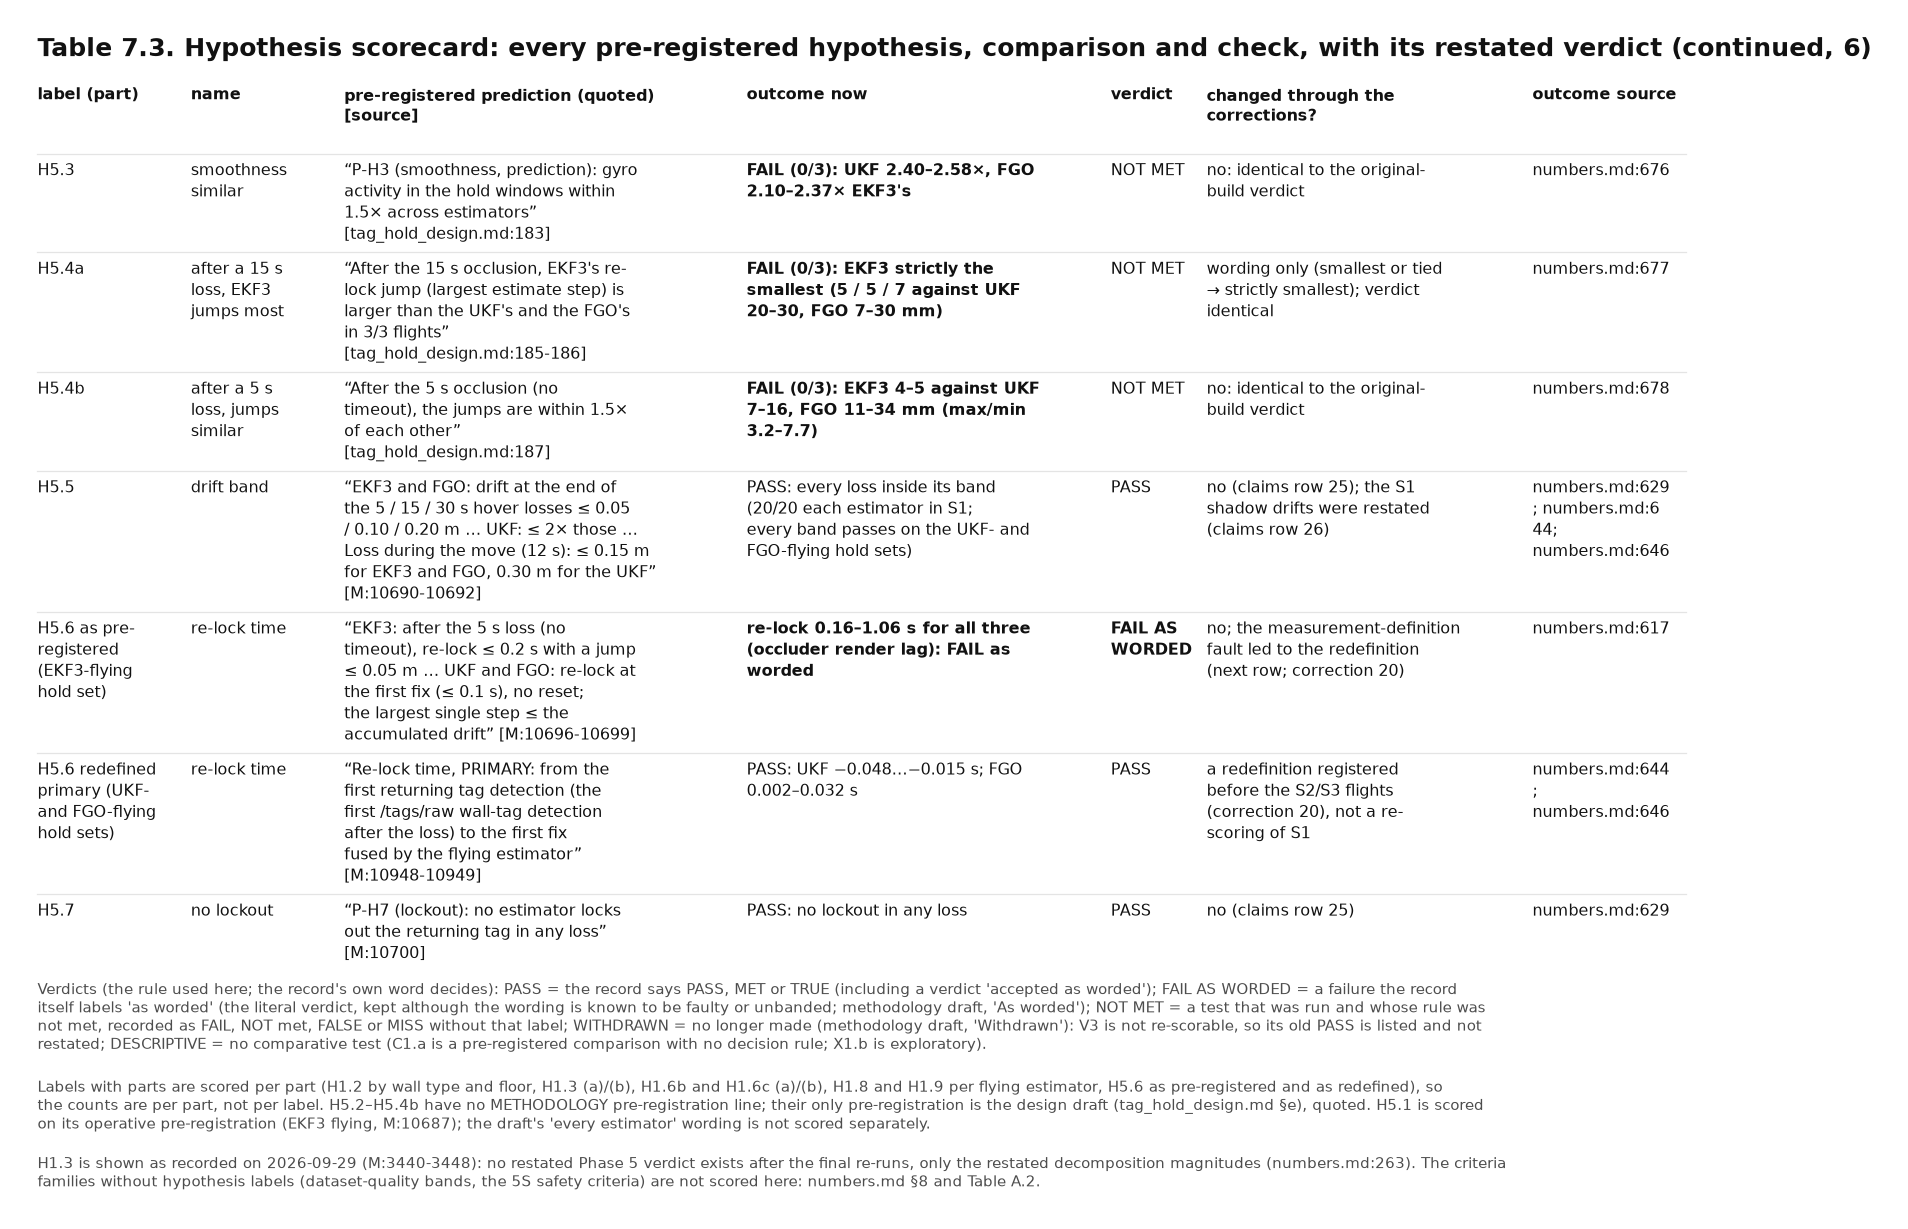 Table 7.3. Hypothesis scorecard: every pre-registered hypothesis, comparison and check, with its restated verdict (continued, 6)
label (part)
name
pre-registered prediction (quoted)
[source]
outcome now
verdict
changed through the
corrections?
outcome source
H5.3
smoothness
similar
“P-H3 (smoothness, prediction): gyro
activity in the hold windows within
1.5× across estimators”
[tag_hold_design.md:183]
FAIL (0/3): UKF 2.40–2.58×, FGO
2.10–2.37× EKF3's
NOT MET
no: identical to the original-
build verdict
numbers.md:676
H5.4a
after a 15 s
loss, EKF3
jumps most
“After the 15 s occlusion, EKF3's re-
lock jump (largest estimate step) is
larger than the UKF's and the FGO's
in 3/3 flights”
[tag_hold_design.md:185-186]
FAIL (0/3): EKF3 strictly the
smallest (5 / 5 / 7 against UKF
20–30, FGO 7–30 mm)
NOT MET
wording only (smallest or tied
→ strictly smallest); verdict
identical
numbers.md:677
H5.4b
after a 5 s
loss, jumps
similar
“After the 5 s occlusion (no
timeout), the jumps are within 1.5×
of each other”
[tag_hold_design.md:187]
FAIL (0/3): EKF3 4–5 against UKF
7–16, FGO 11–34 mm (max/min
3.2–7.7)
NOT MET
no: identical to the original-
build verdict
numbers.md:678
H5.5
drift band
“EKF3 and FGO: drift at the end of
the 5 / 15 / 30 s hover losses ≤ 0.05
/ 0.10 / 0.20 m … UKF: ≤ 2× those …
Loss during the move (12 s): ≤ 0.15 m
for EKF3 and FGO, 0.30 m for the UKF”
[M:10690-10692]
PASS: every loss inside its band
(20/20 each estimator in S1;
every band passes on the UKF- and
FGO-flying hold sets)
PASS
no (claims row 25); the S1
shadow drifts were restated
(claims row 26)
numbers.md:629
; numbers.md:6
44;
numbers.md:646
H5.6 as pre-
registered
(EKF3-flying
hold set)
re-lock time
“EKF3: after the 5 s loss (no
timeout), re-lock ≤ 0.2 s with a jump
≤ 0.05 m … UKF and FGO: re-lock at
the first fix (≤ 0.1 s), no reset;
the largest single step ≤ the
accumulated drift” [M:10696-10699]
re-lock 0.16–1.06 s for all three
(occluder render lag): FAIL as
worded
FAIL AS
WORDED
no; the measurement-definition
fault led to the redefinition
(next row; correction 20)
numbers.md:617
H5.6 redefined
primary (UKF-
and FGO-flying
hold sets)
re-lock time
“Re-lock time, PRIMARY: from the
first returning tag detection (the
first /tags/raw wall-tag detection
after the loss) to the first fix
fused by the flying estimator”
[M:10948-10949]
PASS: UKF −0.048…−0.015 s; FGO
0.002–0.032 s
PASS
a redefinition registered
before the S2/S3 flights
(correction 20), not a re-
scoring of S1
numbers.md:644
;
numbers.md:646
H5.7
no lockout
“P-H7 (lockout): no estimator locks
out the returning tag in any loss”
[M:10700]
PASS: no lockout in any loss
PASS
no (claims row 25)
numbers.md:629
Verdicts (the rule used here; the record's own word decides): PASS = the record says PASS, MET or TRUE (including a verdict 'accepted as worded'); FAIL AS WORDED = a failure the record
itself labels 'as worded' (the literal verdict, kept although the wording is known to be faulty or unbanded; methodology draft, 'As worded'); NOT MET = a test that was run and whose rule was
not met, recorded as FAIL, NOT met, FALSE or MISS without that label; WITHDRAWN = no longer made (methodology draft, 'Withdrawn'): V3 is not re-scorable, so its old PASS is listed and not
restated; DESCRIPTIVE = no comparative test (C1.a is a pre-registered comparison with no decision rule; X1.b is exploratory).
Labels with parts are scored per part (H1.2 by wall type and floor, H1.3 (a)/(b), H1.6b and H1.6c (a)/(b), H1.8 and H1.9 per flying estimator, H5.6 as pre-registered and as redefined), so
the counts are per part, not per label. H5.2–H5.4b have no METHODOLOGY pre-registration line; their only pre-registration is the design draft (tag_hold_design.md §e), quoted. H5.1 is scored
on its operative pre-registration (EKF3 flying, M:10687); the draft's 'every estimator' wording is not scored separately.
H1.3 is shown as recorded on 2026-09-29 (M:3440-3448): no restated Phase 5 verdict exists after the final re-runs, only the restated decomposition magnitudes (numbers.md:263). The criteria
families without hypothesis labels (dataset-quality bands, the 5S safety criteria) are not scored here: numbers.md §8 and Table A.2.